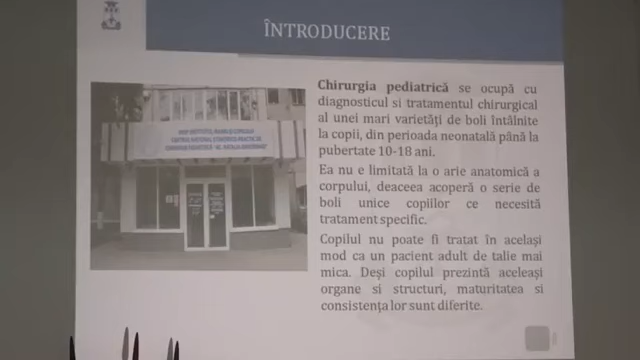 ÎNTRODUCERE
Chirurgia pediatrică se ocupă cu
diagnosticul si tratamentul chirurgical
al unei mari varietăți de boli întâlnite
la copii, din perioada neonatală până la
pubertate 10-18 ani.
Ea nu e limitată la o arie anatomică a
corpului, deaceea acoperă o serie de
boli unice copiilor ce necesită
tratament specific.
Copilul nu poate fi tratat în același
mod ca un pacient adult de talie mai
mica. Deși copilul prezintă aceleași
organe si structuri, maturitatea si
consistența lor sunt diferite.